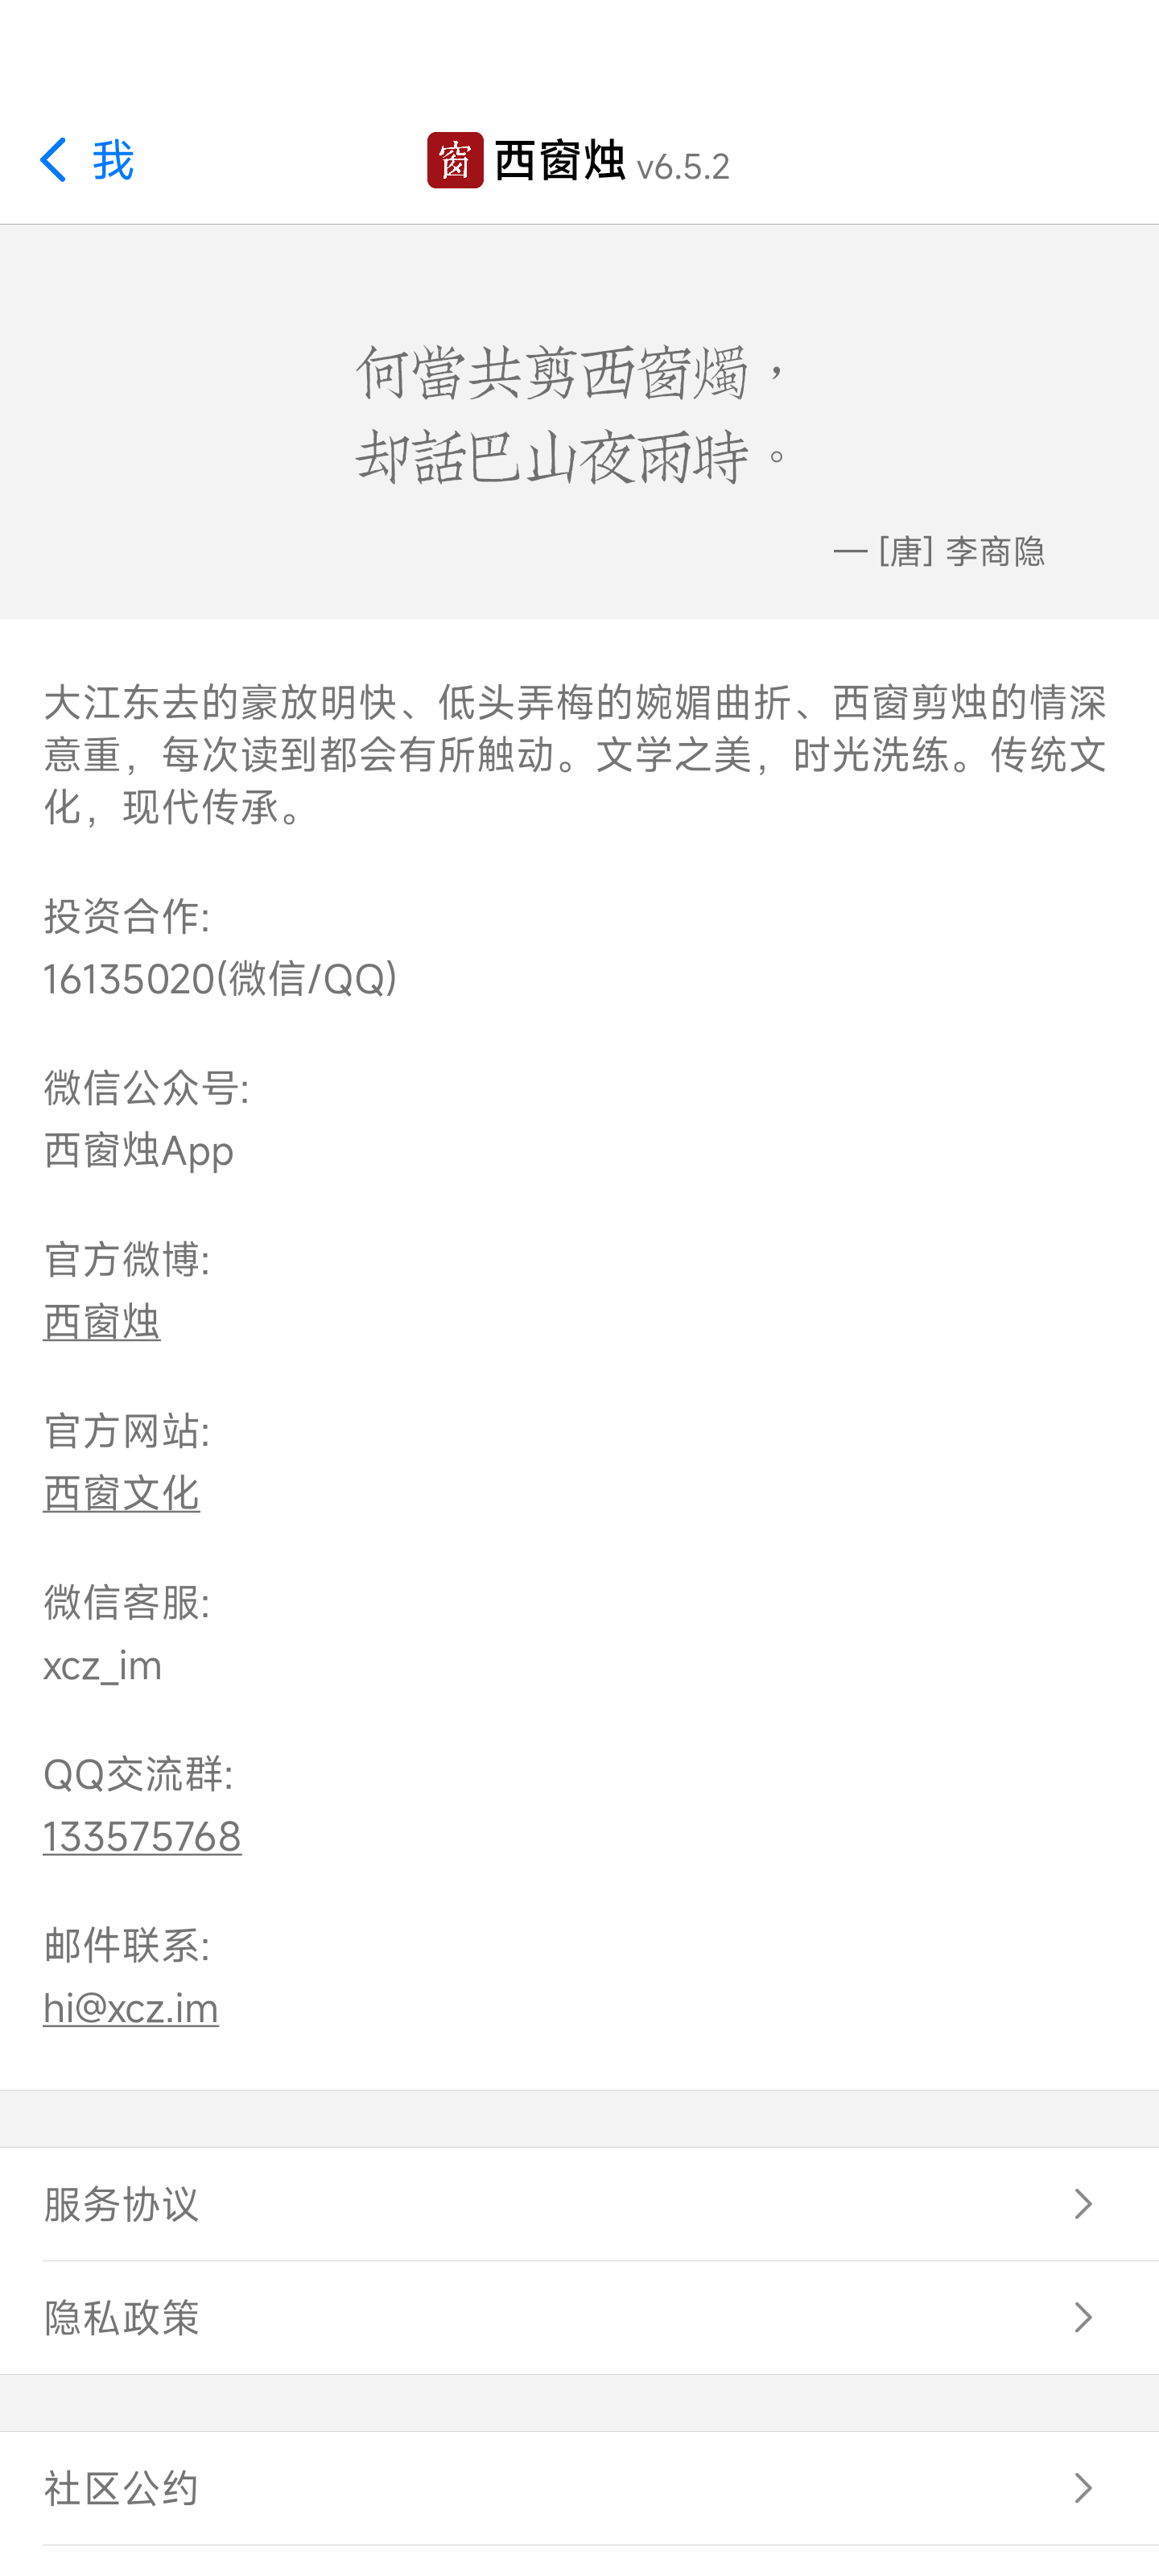 我
窗 西窗烛 v6.5.2
何當共剪西窗燭，
却話巴山夜雨時。
— [唐] 李商隐
大江东去的豪放明快、低头弄梅的婉媚曲折、西窗剪烛的情深
意重，每次读到都会有所触动。文学之美，时光洗练。传统文
化，现代传承。
投资合作:
16135020(微信/QQ)
微信公众号:
西窗烛App
官方微博:
西窗烛
官方网站:
西窗文化
微信客服:
xcz_im
QQ交流群:
133575768
邮件联系:
hi@xcz.im
服务协议
隐私政策
社区公约